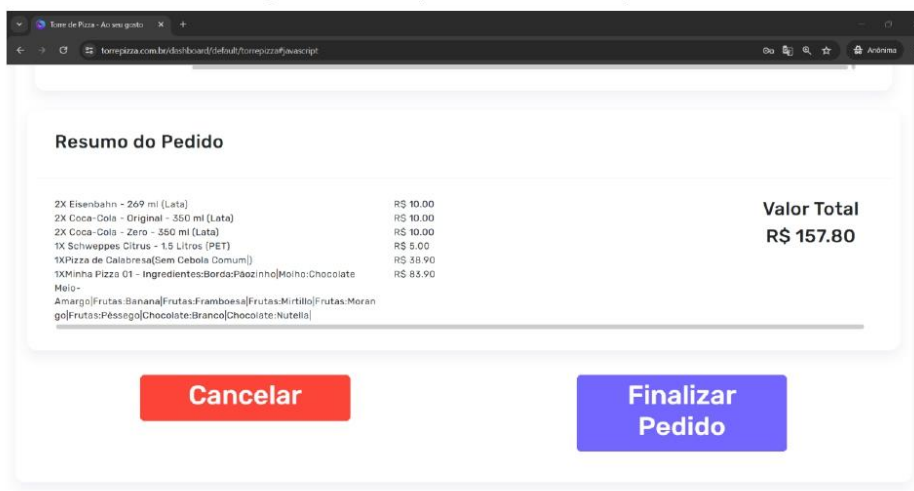 Torre de Pizza - Ao seu gosto
torrepizza.com.br/dashboard/default/torrepizza#javascript
Anônima
Resumo do Pedido
2X Eisenbahn - 269 ml (Lata) R$ 10.00
2X Coca-Cola - Original - 350 ml (Lata) R$ 10.00
2X Coca-Cola - Zero - 350 ml (Lata) R$ 10.00
1X Schweppes Citrus - 1.5 Litros (PET) R$ 5.00
1XPizza de Calabresa(Sem Cebola Comum|) R$ 38.90
1XMinha Pizza 01 - Ingredientes:Borda:Pãozinho|Molho:Chocolate R$ 83.90
Meio-
Amargo|Frutas:Banana|Frutas:Framboesa|Frutas:Mirtillo|Frutas:Moran
go|Frutas:Pêssego|Chocolate:Branco|Chocolate:Nutella|
Valor Total
R$ 157.80
Cancelar
Finalizar
Pedido